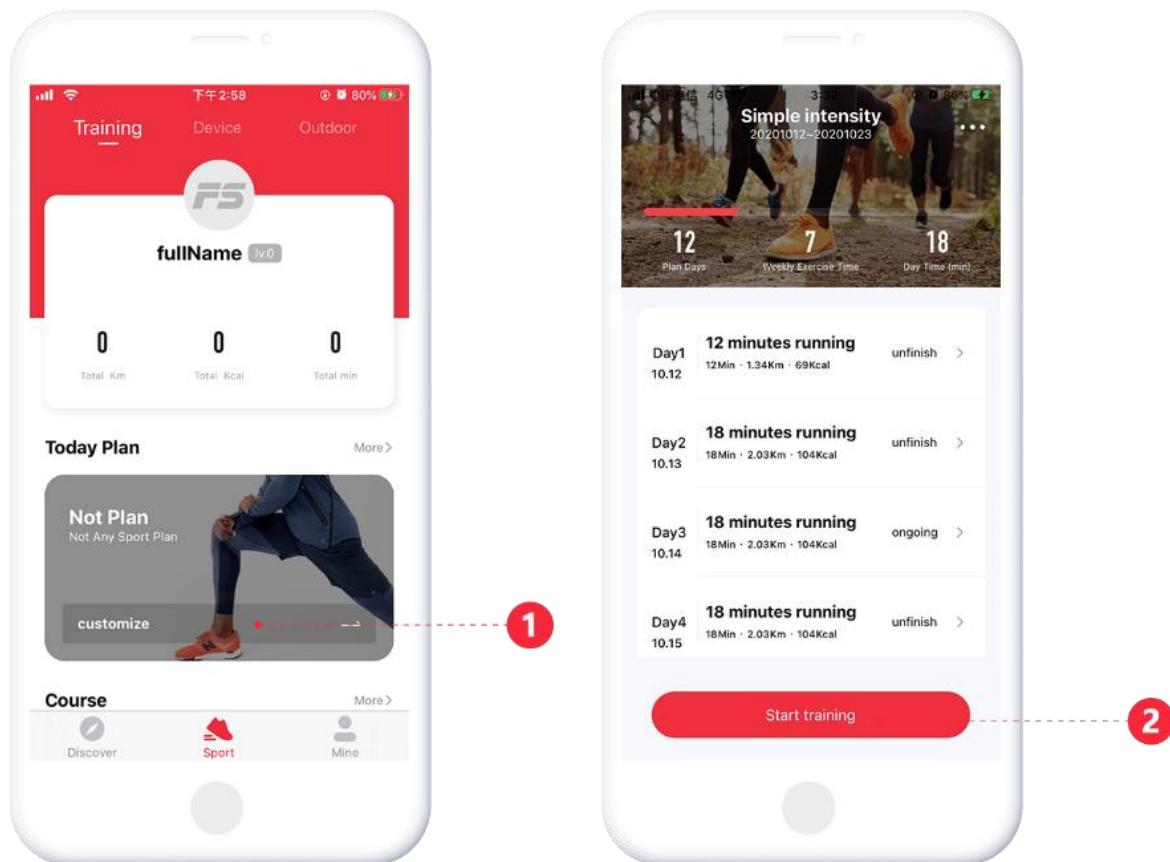 下午2:58
80%
Training Device Outdoor
FS
fullName lv.0
0 0 0
Total Km Total Kcal Total min
Today Plan More
Not Plan
Not Any Sport Plan
customize
1
Course More
Discover Sport Mine
4G 3:32 86%
Simple intensity
20201012~20201023
12 7 18
Plan Days Weekly Exercise Time Day Time (min)
Day1 12 minutes running unfinish
10.12 12Min · 1.34Km · 69Kcal
Day2 18 minutes running unfinish
10.13 18Min · 2.03Km · 104Kcal
Day3 18 minutes running ongoing
10.14 18Min · 2.03Km · 104Kcal
Day4 18 minutes running unfinish
10.15 18Min · 2.03Km · 104Kcal
Start training
2